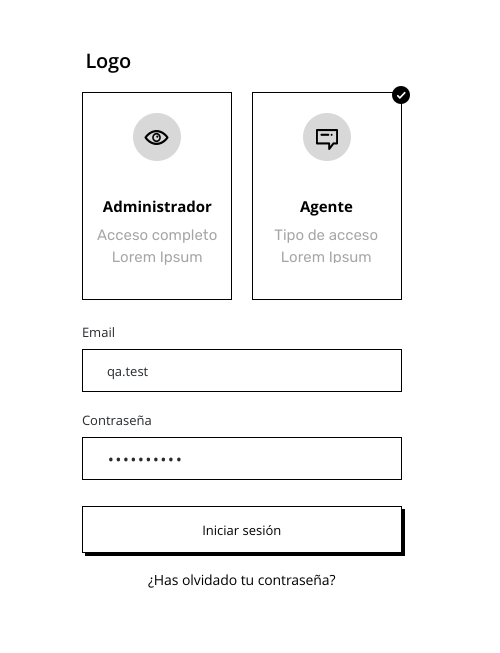 Logo
Administrador
Acceso completo
Lorem Ipsum
Agente
Tipo de acceso
Lorem Ipsum
Email
qa.test
Contraseña
••••••••••
Iniciar sesión
¿Has olvidado tu contraseña?